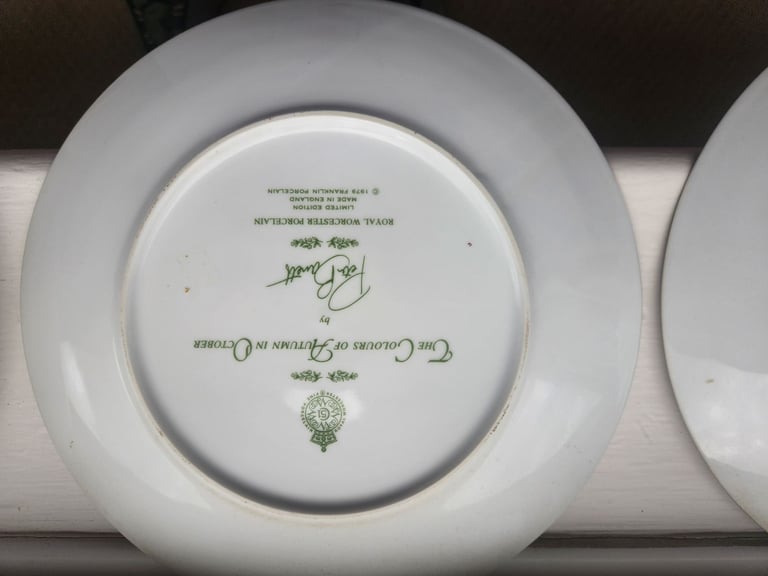 51
THE COLOURS OF AUTUMN IN OCTOBER
by
Peter Barrett
ROYAL WORCESTER PORCELAIN
LIMITED EDITION
MADE IN ENGLAND
© 1979 FRANKLIN PORCELAIN